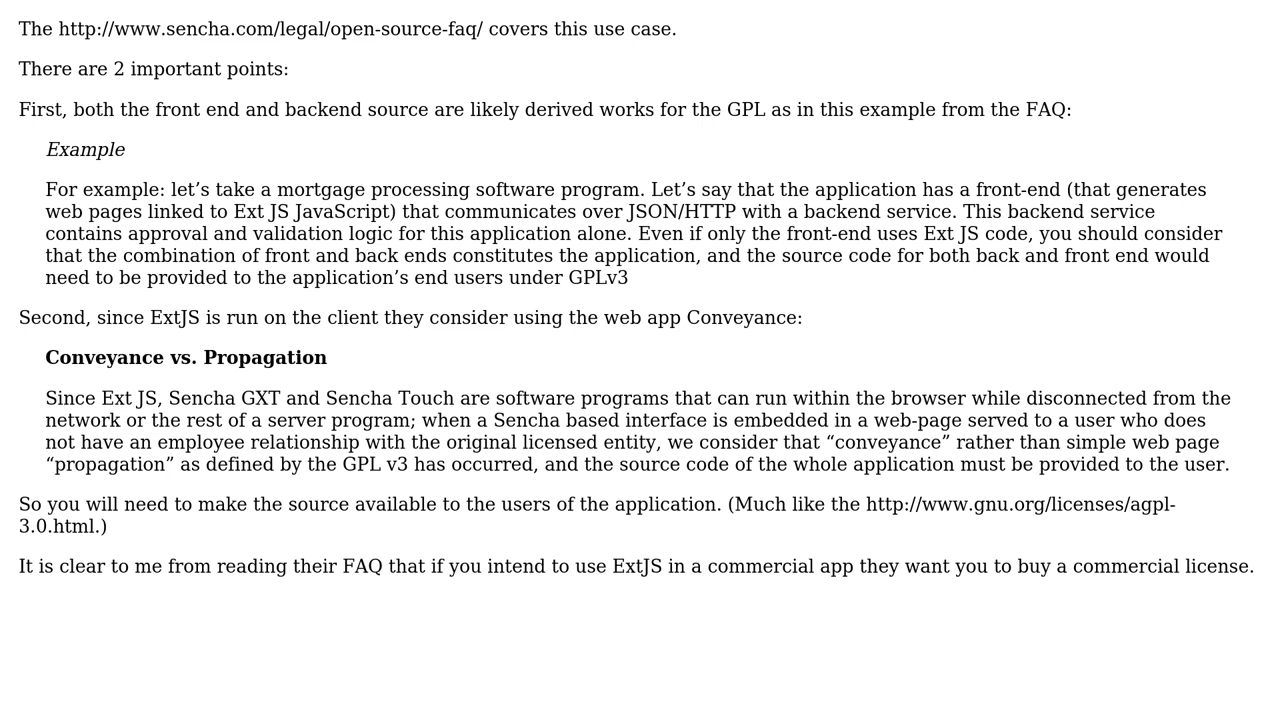 The http://www.sencha.com/legal/open-source-faq/ covers this use case.
There are 2 important points:
First, both the front end and backend source are likely derived works for the GPL as in this example from the FAQ:
Example
For example: let’s take a mortgage processing software program. Let’s say that the application has a front-end (that generates
web pages linked to Ext JS JavaScript) that communicates over JSON/HTTP with a backend service. This backend service
contains approval and validation logic for this application alone. Even if only the front-end uses Ext JS code, you should consider
that the combination of front and back ends constitutes the application, and the source code for both back and front end would
need to be provided to the application’s end users under GPLv3
Second, since ExtJS is run on the client they consider using the web app Conveyance:
Conveyance vs. Propagation
Since Ext JS, Sencha GXT and Sencha Touch are software programs that can run within the browser while disconnected from the
network or the rest of a server program; when a Sencha based interface is embedded in a web-page served to a user who does
not have an employee relationship with the original licensed entity, we consider that “conveyance” rather than simple web page
“propagation” as defined by the GPL v3 has occurred, and the source code of the whole application must be provided to the user.
So you will need to make the source available to the users of the application. (Much like the http://www.gnu.org/licenses/agpl-
3.0.html.)
It is clear to me from reading their FAQ that if you intend to use ExtJS in a commercial app they want you to buy a commercial license.